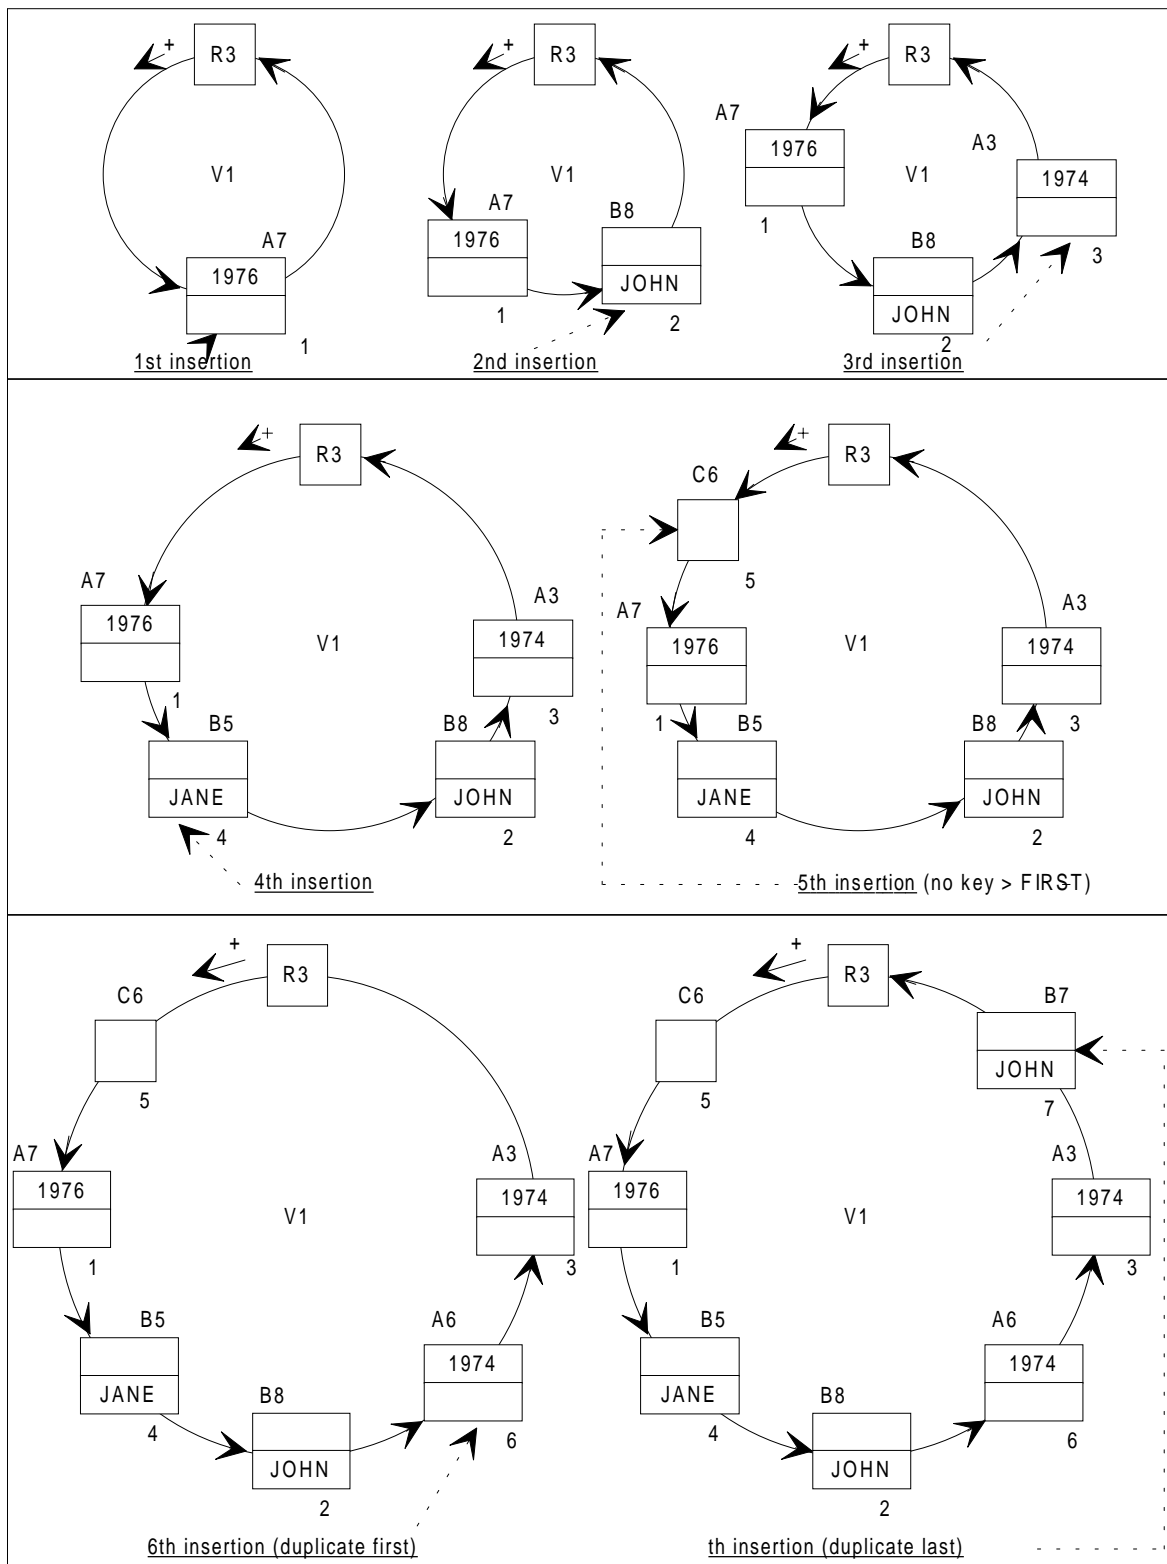 +
R3
V1
A7
1976
1
1st insertion
+
R3
V1
A7
1976
1
B8
JOHN
2
2nd insertion
+
R3
A7
1976
1
V1
A3
1974
3
B8
JOHN
2
3rd insertion
+
R3
A7
1976
1
V1
A3
1974
3
B5
JANE
4
B8
JOHN
2
4th insertion
+
R3
C6
5
A7
1976
1
V1
A3
1974
3
B5
JANE
4
B8
JOHN
2
5th insertion (no key > FIRST)
+
R3
C6
5
A7
1976
1
V1
A3
1974
3
B5
JANE
4
A6
1974
6
B8
JOHN
2
6th insertion (duplicate first)
+
R3
C6
5
B7
JOHN
7
A7
1976
1
V1
A3
1974
3
B5
JANE
4
A6
1974
6
B8
JOHN
2
th insertion (duplicate last)